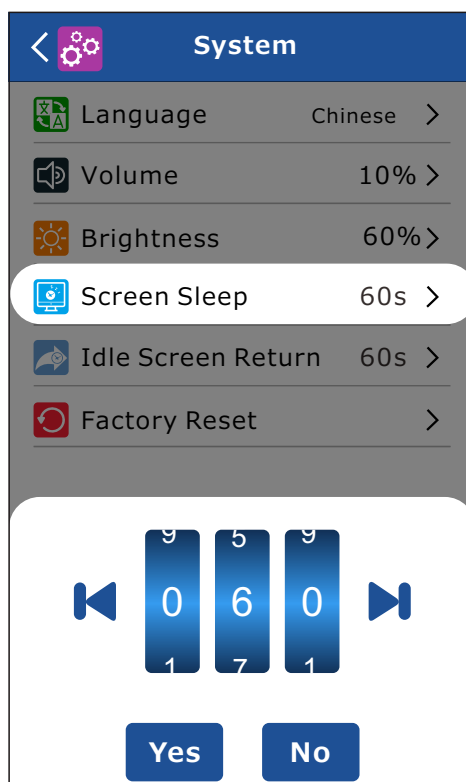 System
Language Chinese
Volume 10%
Brightness 60%
Screen Sleep 60s
Idle Screen Return 60s
Factory Reset
9 5 9
0 6 0
1 7 1
Yes No